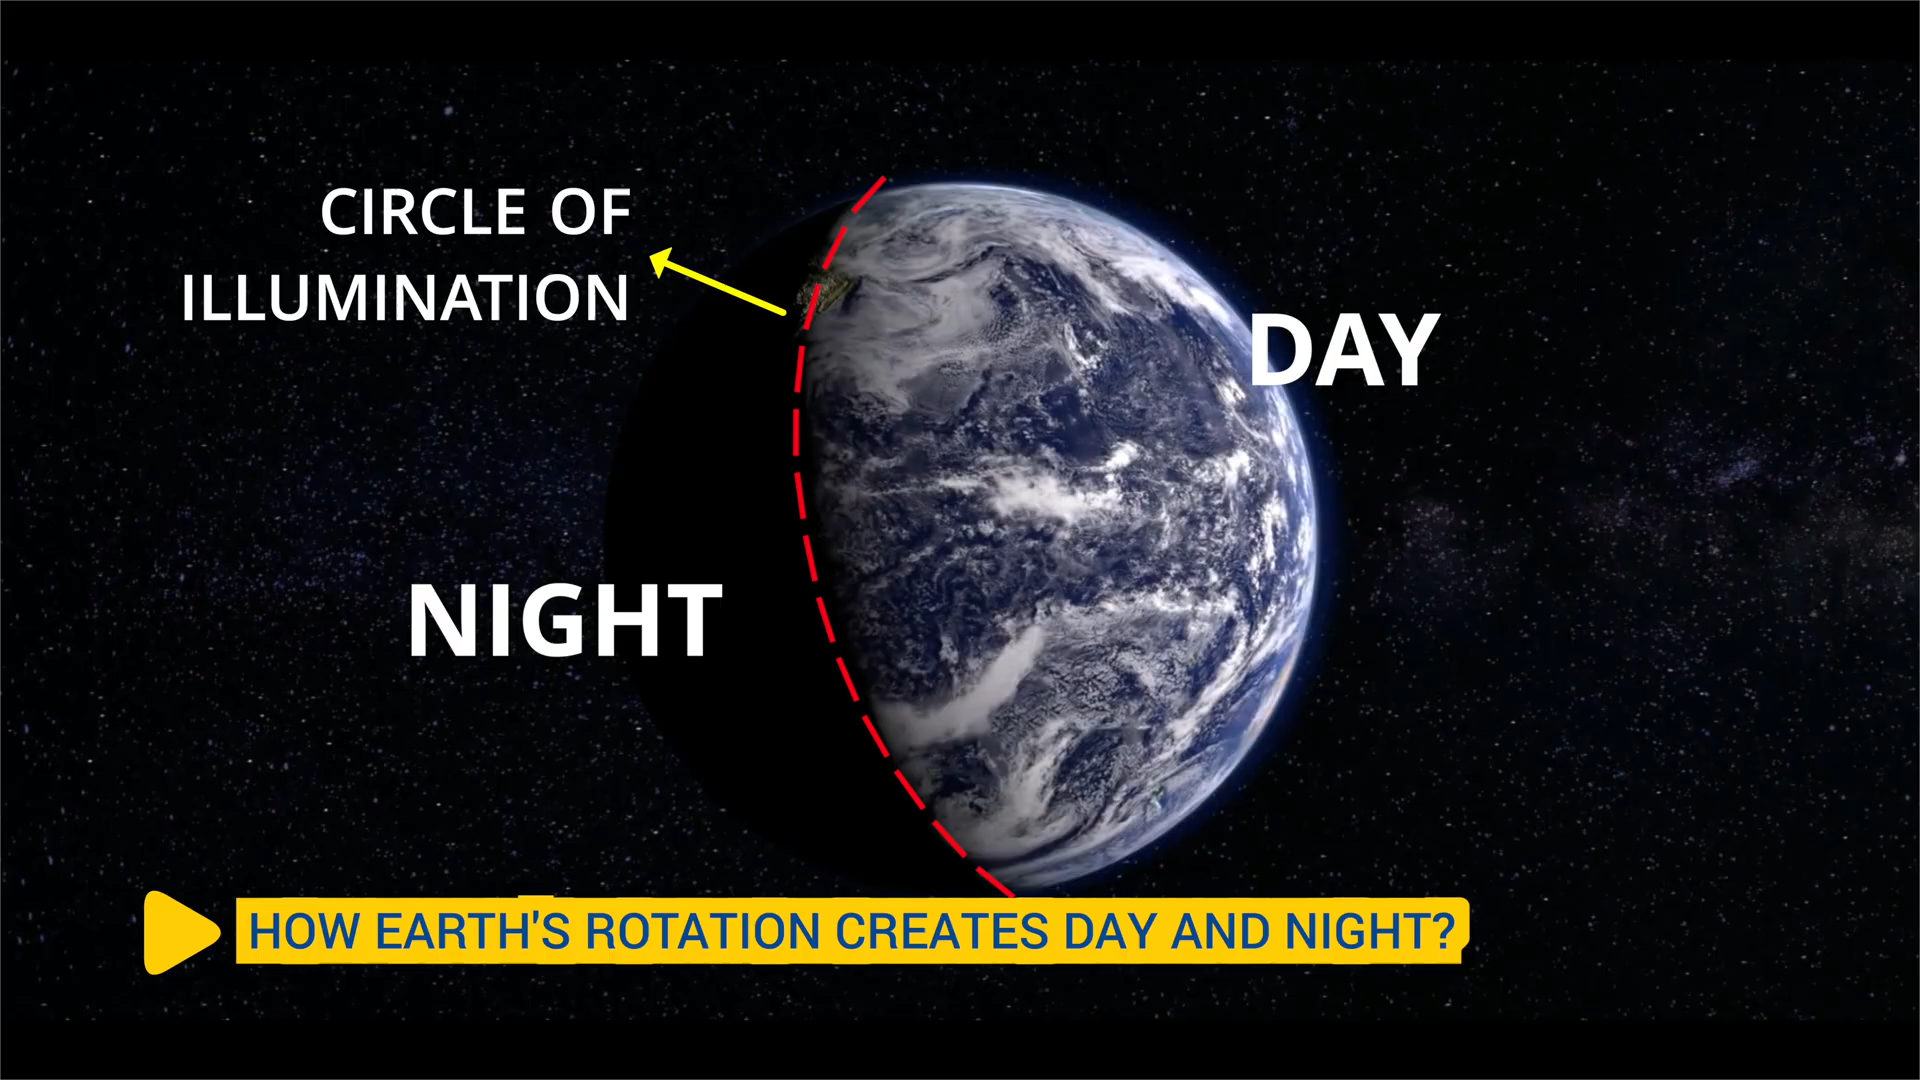 CIRCLE OF
ILLUMINATION
DAY
NIGHT
HOW EARTH'S ROTATION CREATES DAY AND NIGHT?